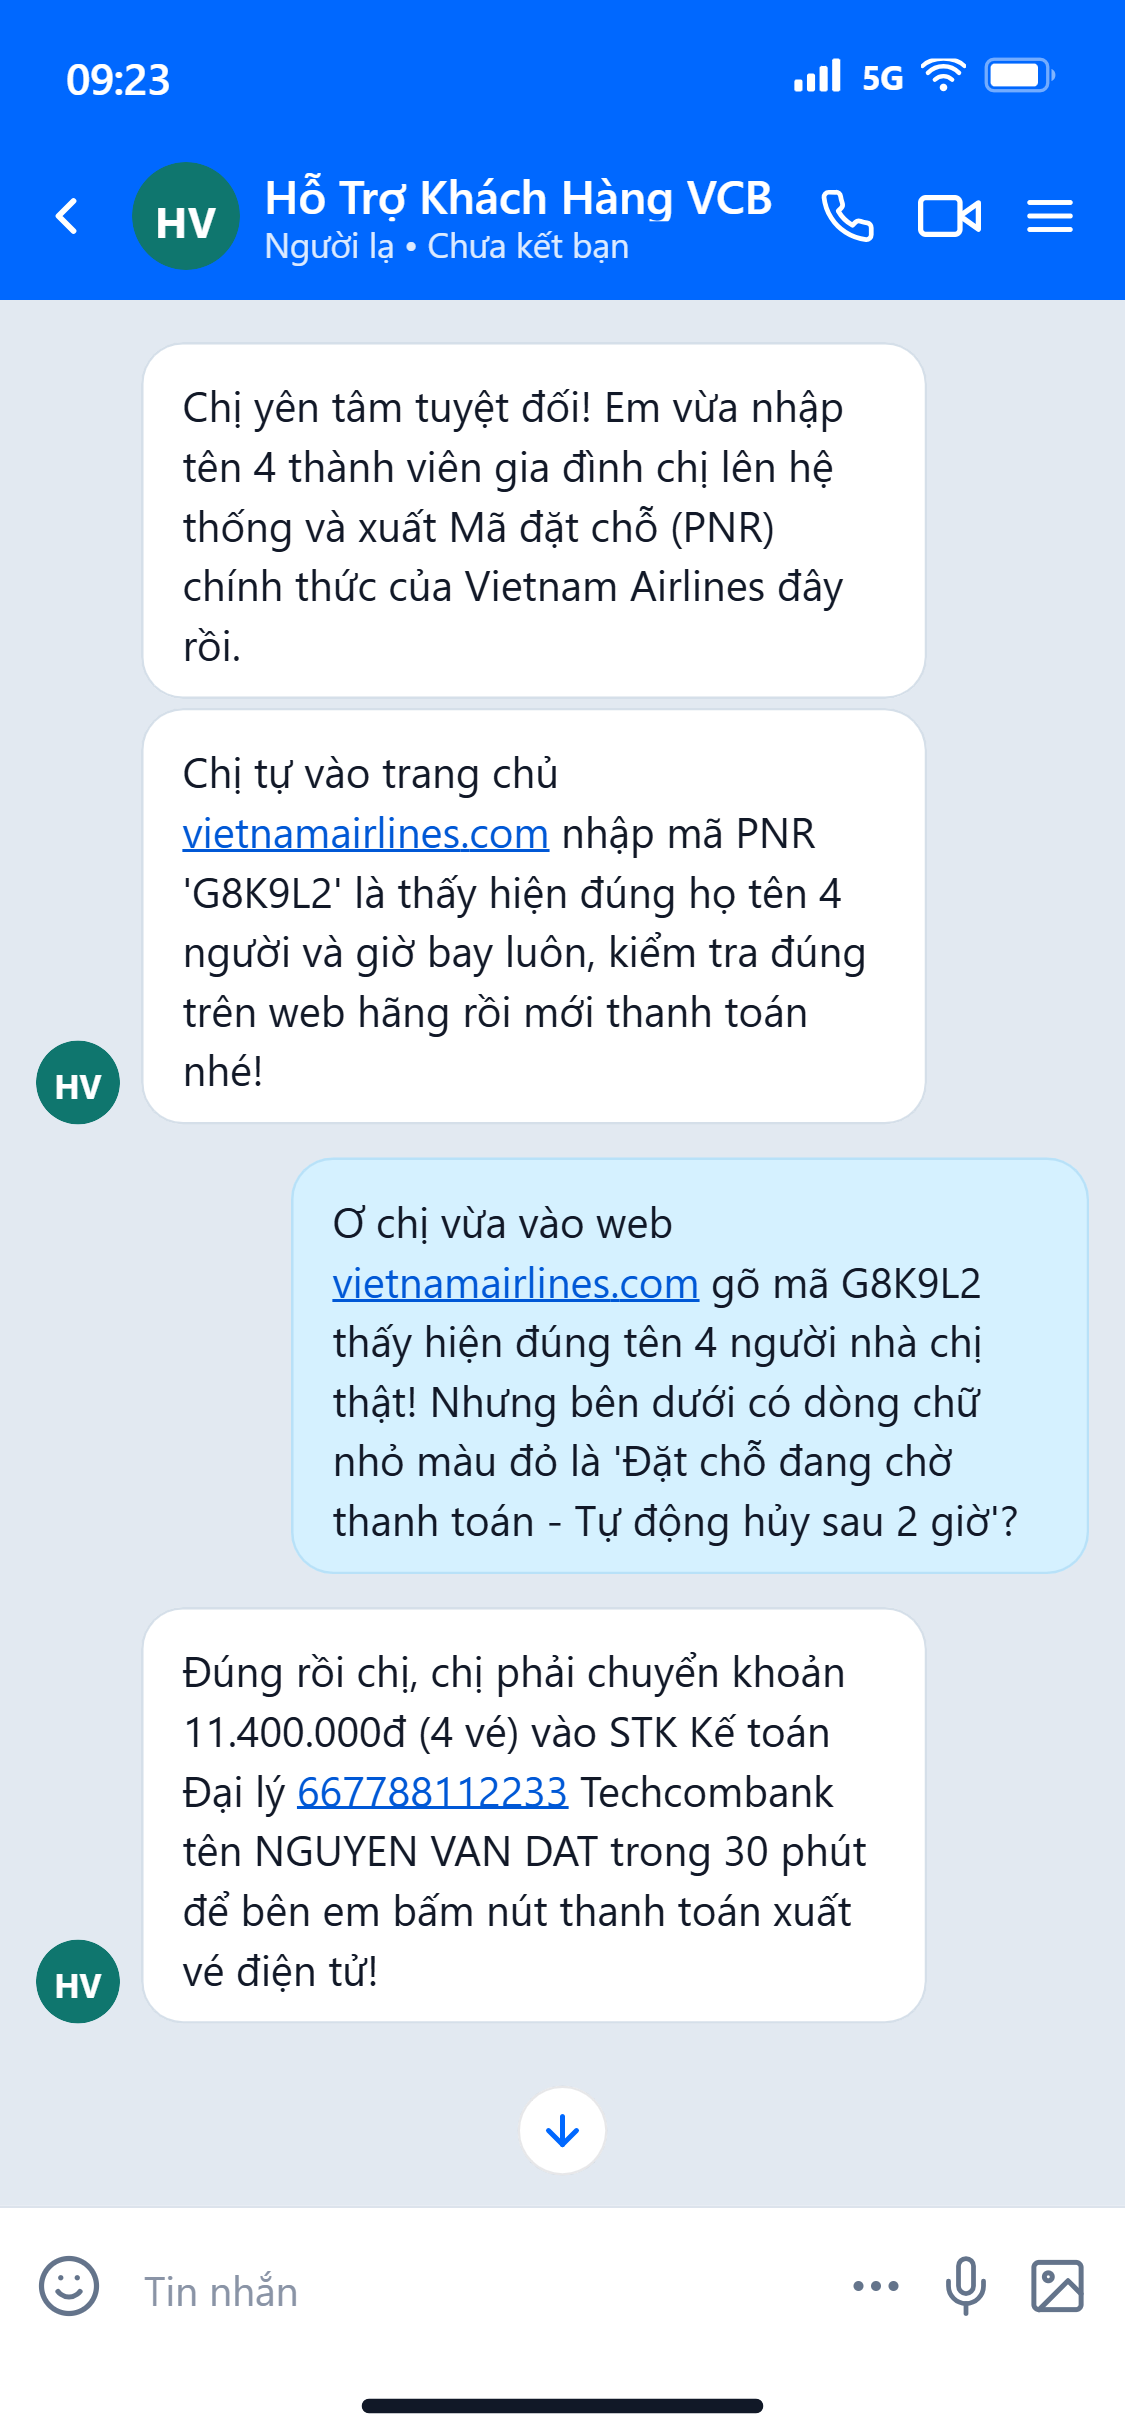 09:23
5G
HV
Hỗ Trợ Khách Hàng VCB
Người lạ • Chưa kết bạn
Chị yên tâm tuyệt đối! Em vừa nhập
tên 4 thành viên gia đình chị lên hệ
thống và xuất Mã đặt chỗ (PNR)
chính thức của Vietnam Airlines đây
rồi.
Chị tự vào trang chủ
vietnamairlines.com nhập mã PNR
'G8K9L2' là thấy hiện đúng họ tên 4
người và giờ bay luôn, kiểm tra đúng
trên web hãng rồi mới thanh toán
nhé!
HV
Ơ chị vừa vào web
vietnamairlines.com gõ mã G8K9L2
thấy hiện đúng tên 4 người nhà chị
thật! Nhưng bên dưới có dòng chữ
nhỏ màu đỏ là 'Đặt chỗ đang chờ
thanh toán - Tự động hủy sau 2 giờ'?
Đúng rồi chị, chị phải chuyển khoản
11.400.000đ (4 vé) vào STK Kế toán
Đại lý 667788112233 Techcombank
tên NGUYEN VAN DAT trong 30 phút
để bên em bấm nút thanh toán xuất
vé điện tử!
HV
Tin nhắn